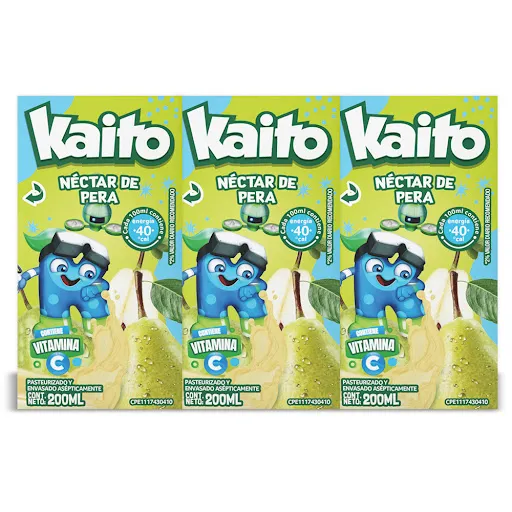 Kaito
NÉCTAR DE
PERA
Cada 100ml contiene
energía
40*
cal
*2% VALOR DIARIO RECOMENDADO
CONTIENE
VITAMINA
C
PASTEURIZADO Y
ENVASADO ASÉPTICAMENTE
CONT.
NETO: 200ML
CPE1117430410
Kaito
NÉCTAR DE
PERA
Cada 100ml contiene
energía
40*
cal
*2% VALOR DIARIO RECOMENDADO
CONTIENE
VITAMINA
C
PASTEURIZADO Y
ENVASADO ASÉPTICAMENTE
CONT.
NETO: 200ML
CPE1117430410
Kaito
NÉCTAR DE
PERA
Cada 100ml contiene
energía
40*
cal
*2% VALOR DIARIO RECOMENDADO
CONTIENE
VITAMINA
C
PASTEURIZADO Y
ENVASADO ASÉPTICAMENTE
CONT.
NETO: 200ML
CPE1117430410